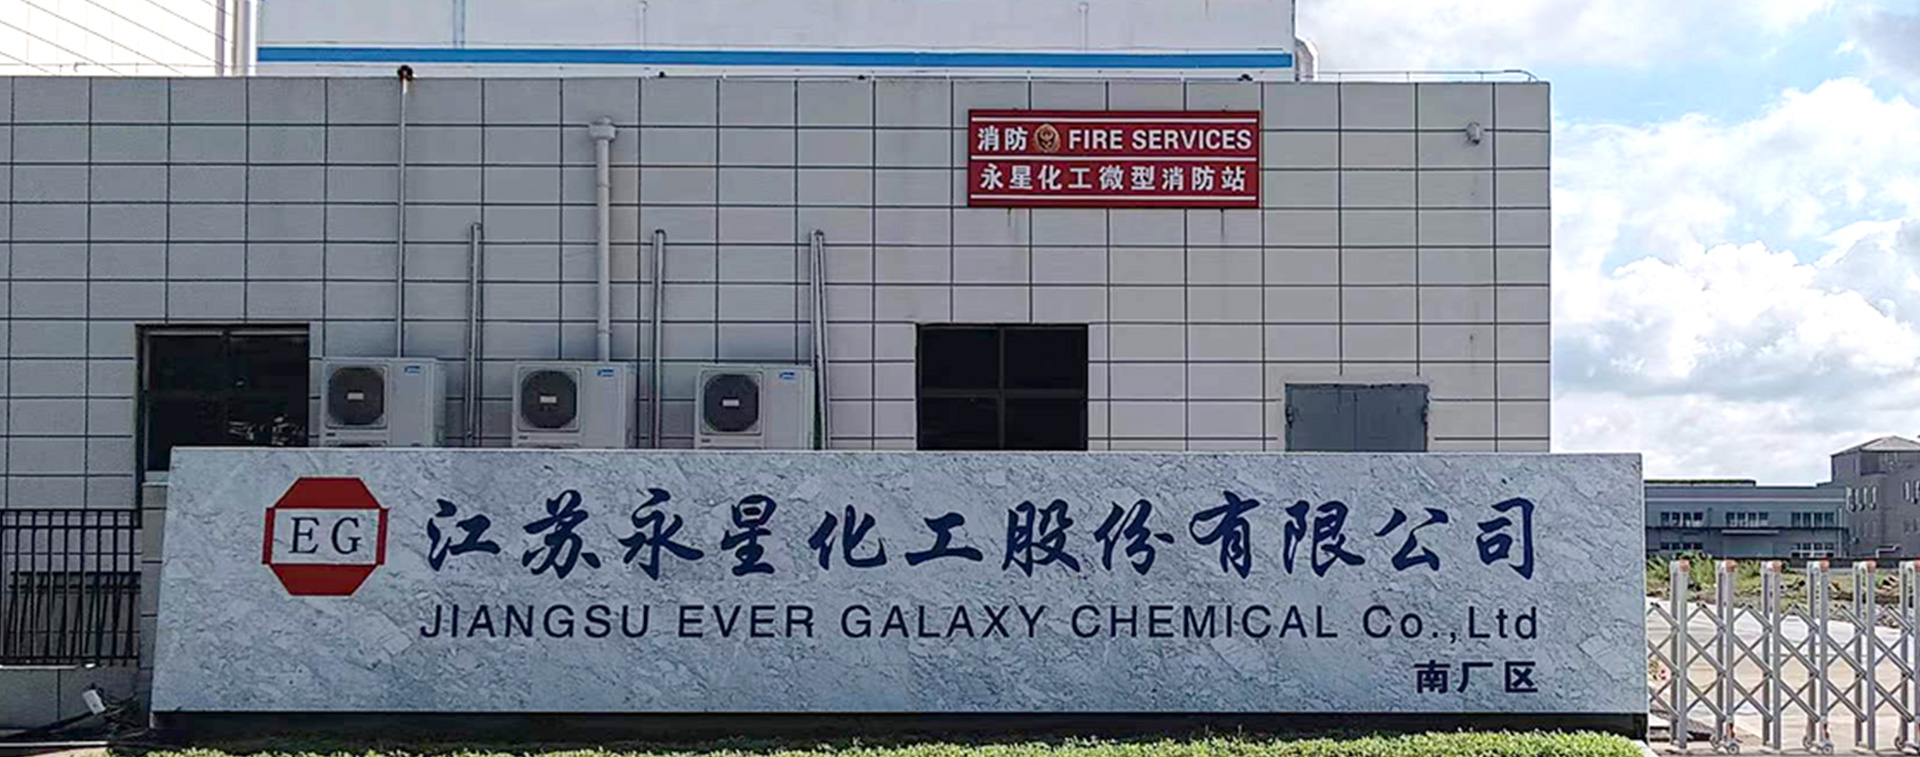 消防 FIRE SERVICES
永星化工微型消防站
EG
江苏永星化工股份有限公司
JIANGSU EVER GALAXY CHEMICAL Co.,Ltd
南厂区